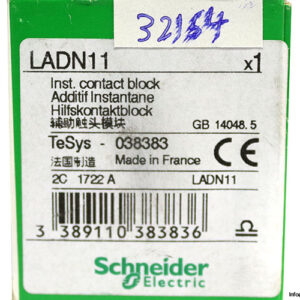 LADN11 x1
Inst. contact block
Additif Instantane
Hilfskontaktblock
辅助触头模块 GB 14048.5
TeSys - 038383
法国制造 Made in France
CE
2C 1722 A LADN11
3 389110 383836
Schneider
Electric